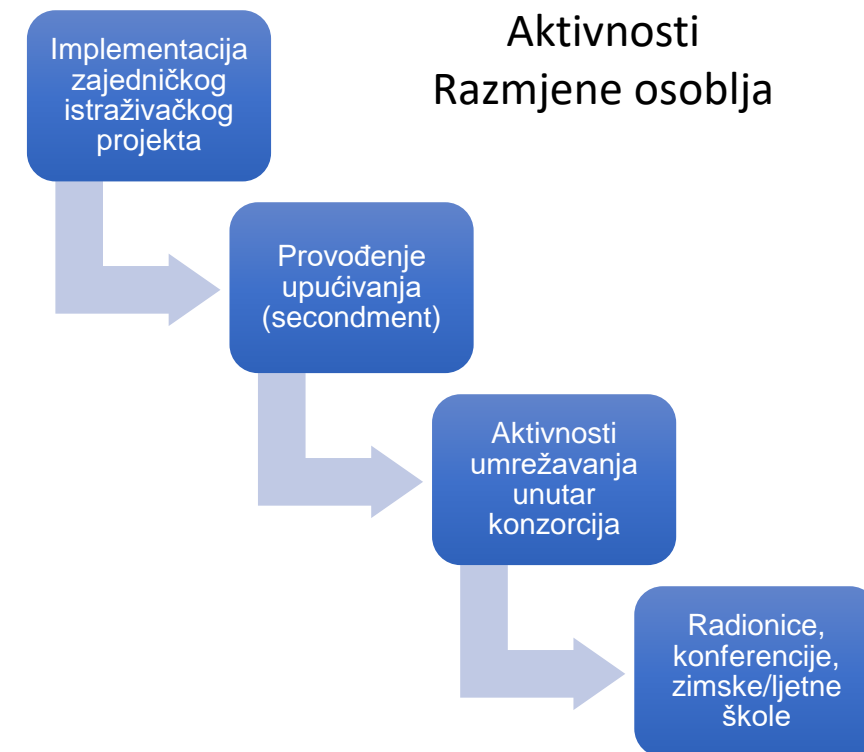 Aktivnosti
Razmjene osoblja
Implementacija
zajedničkog
istraživačkog
projekta
Provođenje
upućivanja
(secondment)
Aktivnosti
umrežavanja
unutar
konzorcija
Radionice,
konferencije,
zimske/ljetne
škole